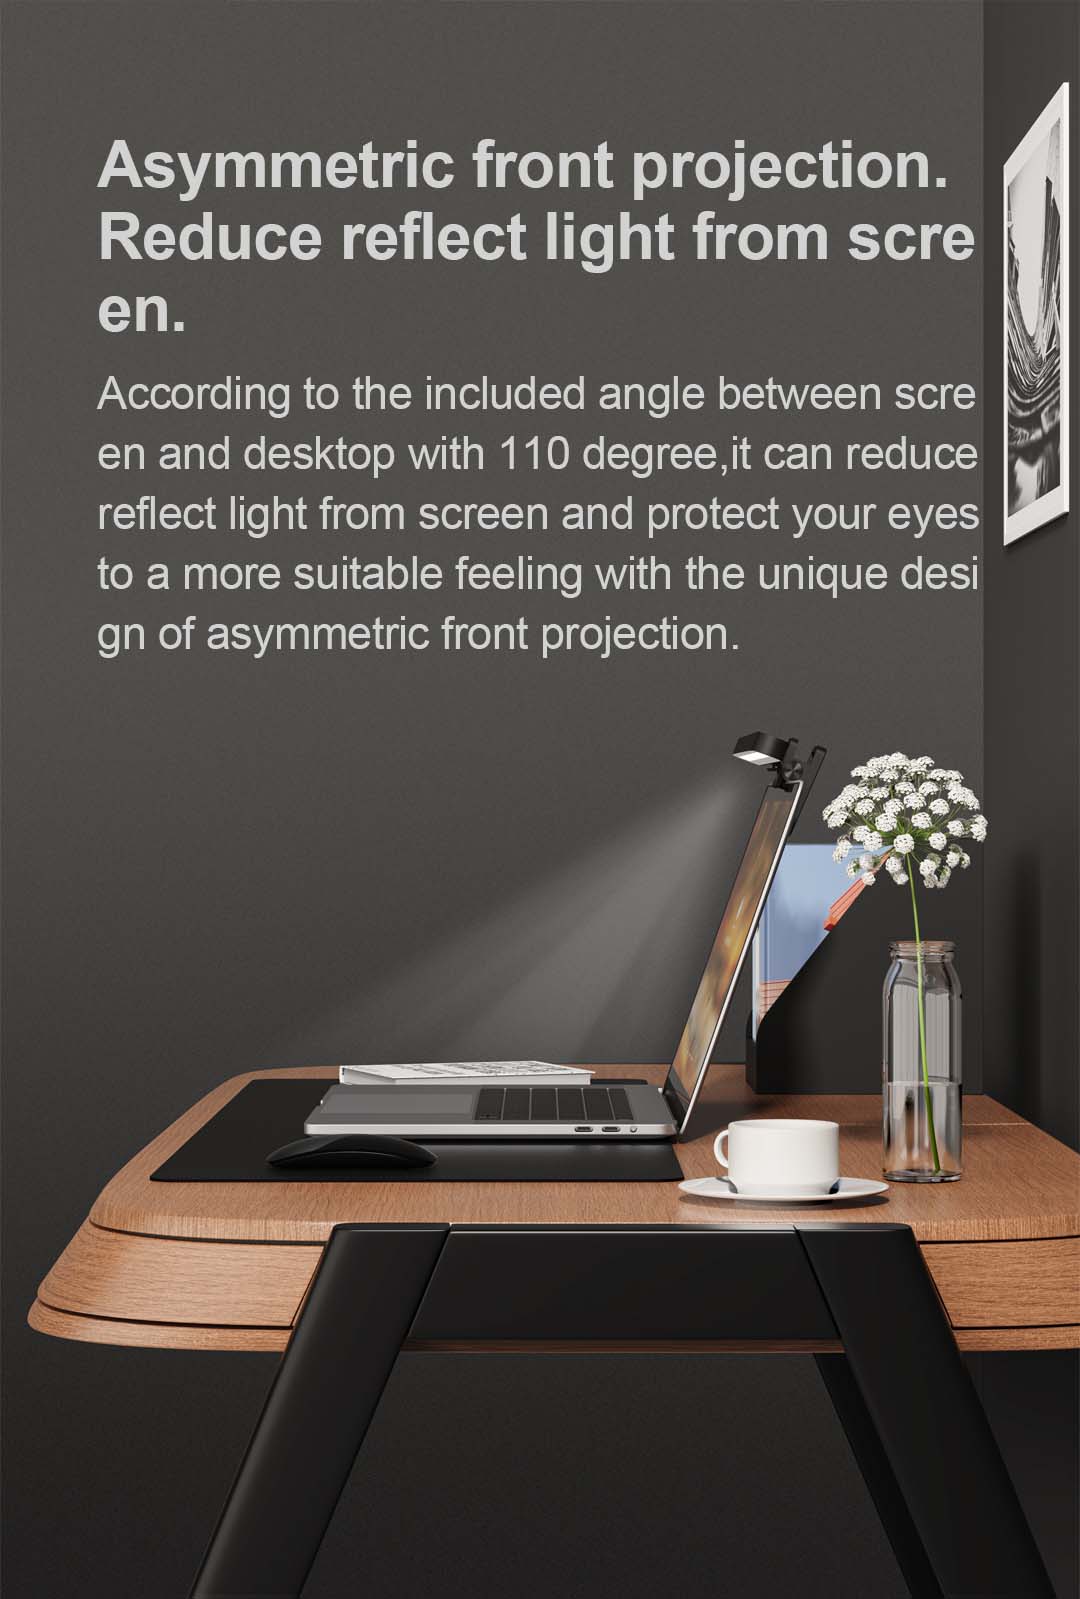 Asymmetric front projection.
Reduce reflect light from scre
en.
According to the included angle between scre
en and desktop with 110 degree,it can reduce
reflect light from screen and protect your eyes
to a more suitable feeling with the unique desi
gn of asymmetric front projection.